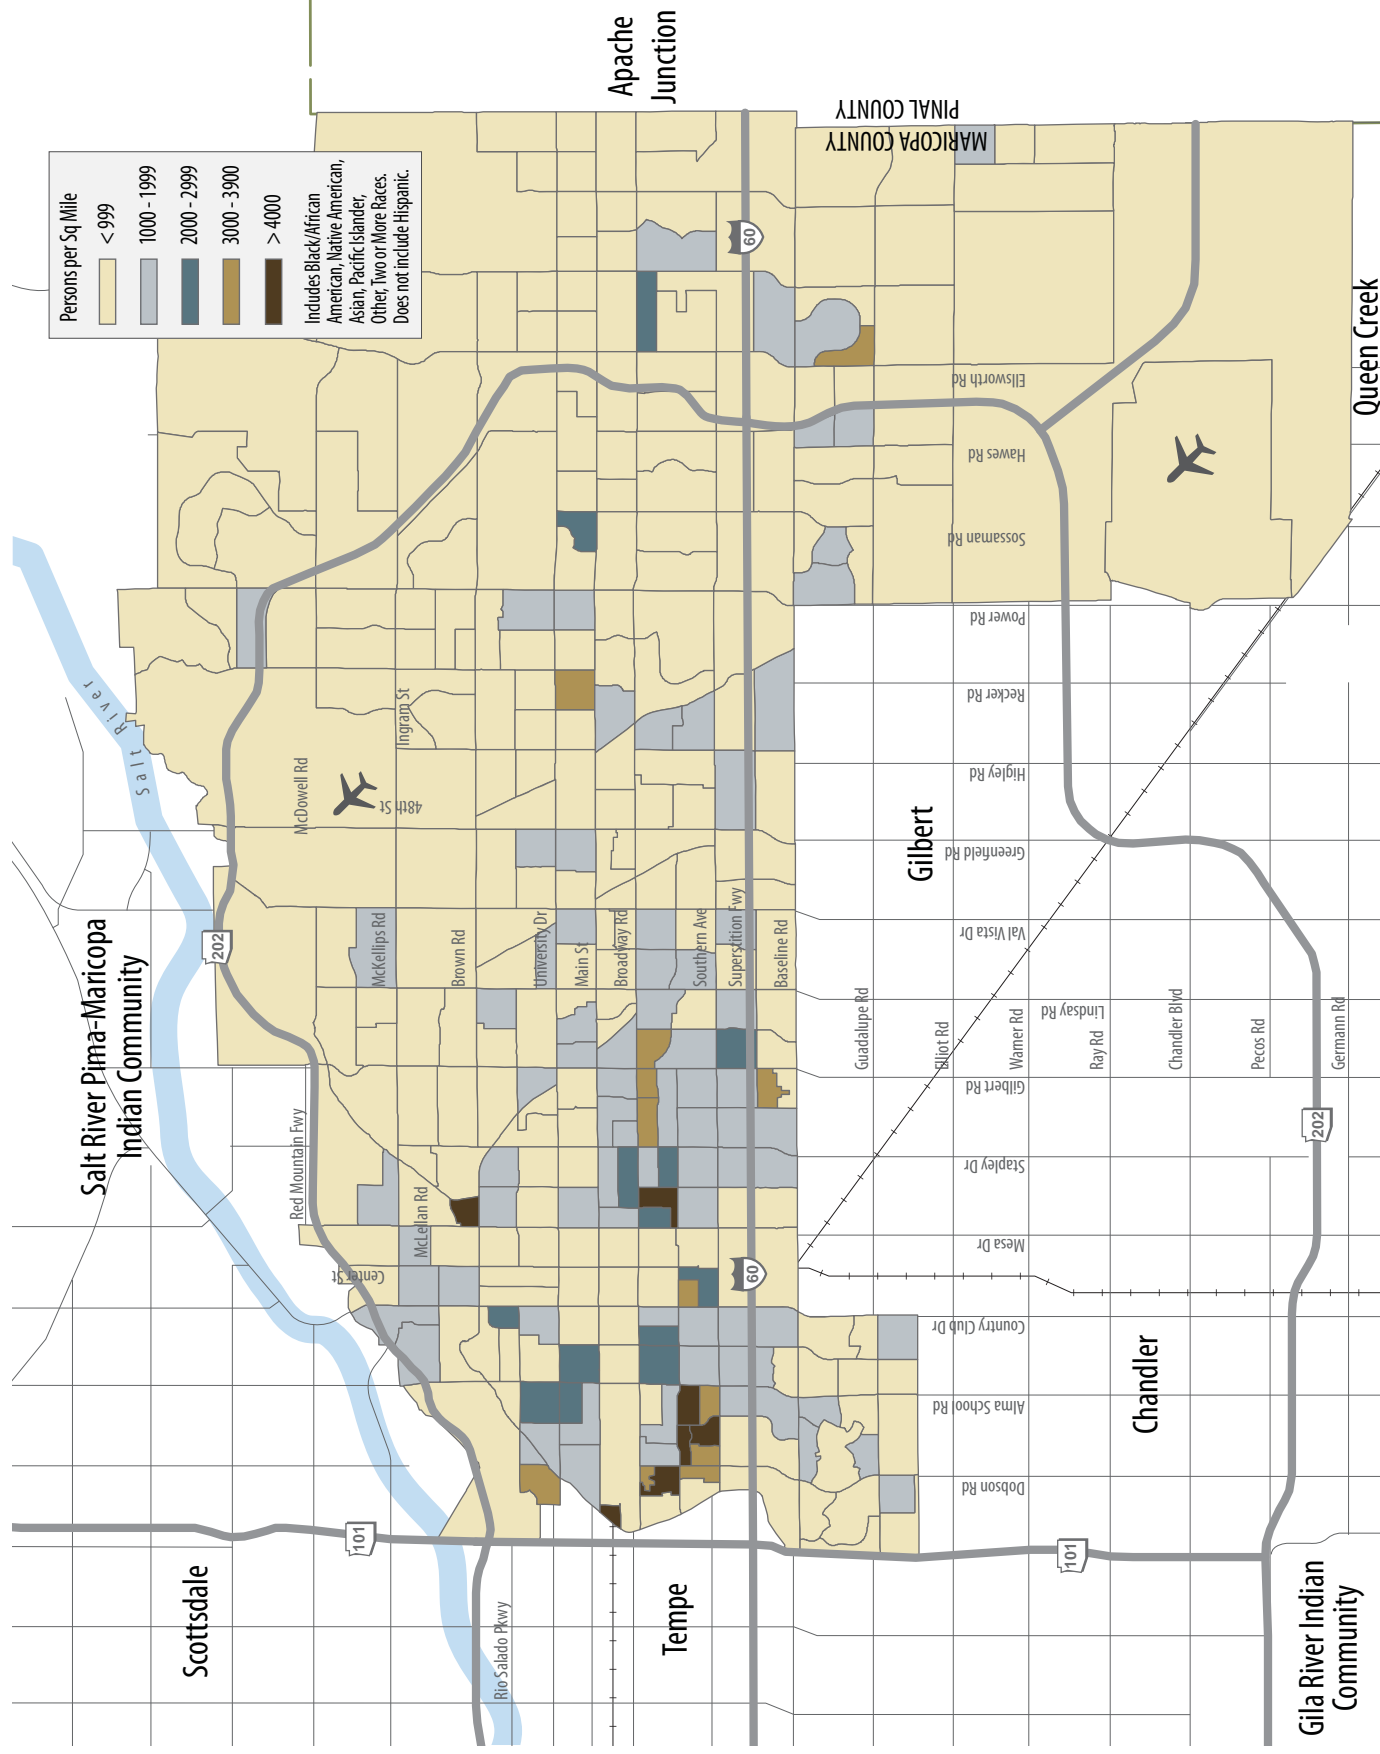 Persons per Sq Mile
< 999
1000 - 1999
2000 - 2999
3000 - 3900
> 4000
Includes Black/African
American, Native American,
Asian, Pacific Islander,
Other, Two or More Races.
Does not include Hispanic.
Apache
Junction
PINAL COUNTY
MARICOPA COUNTY
Queen Creek
Gilbert
Chandler
Gila River Indian
Community
Tempe
Scottsdale
Salt River Pima-Maricopa
Indian Community
Salt River
Red Mountain Fwy
Rio Salado Pkwy
McDowell Rd
McKellips Rd
McLellan Rd
Ingram St
48th St
Center St
Brown Rd
University Dr
Main St
Broadway Rd
Southern Ave
Superstition Fwy
Baseline Rd
Guadalupe Rd
Elliot Rd
Warner Rd
Ray Rd
Chandler Blvd
Pecos Rd
Germann Rd
Ellsworth Rd
Hawes Rd
Sossaman Rd
Power Rd
Recker Rd
Higley Rd
Greenfield Rd
Val Vista Dr
Lindsay Rd
Gilbert Rd
Stapley Dr
Mesa Dr
Country Club Dr
Alma School Rd
Dobson Rd
202
202
101
101
60
60